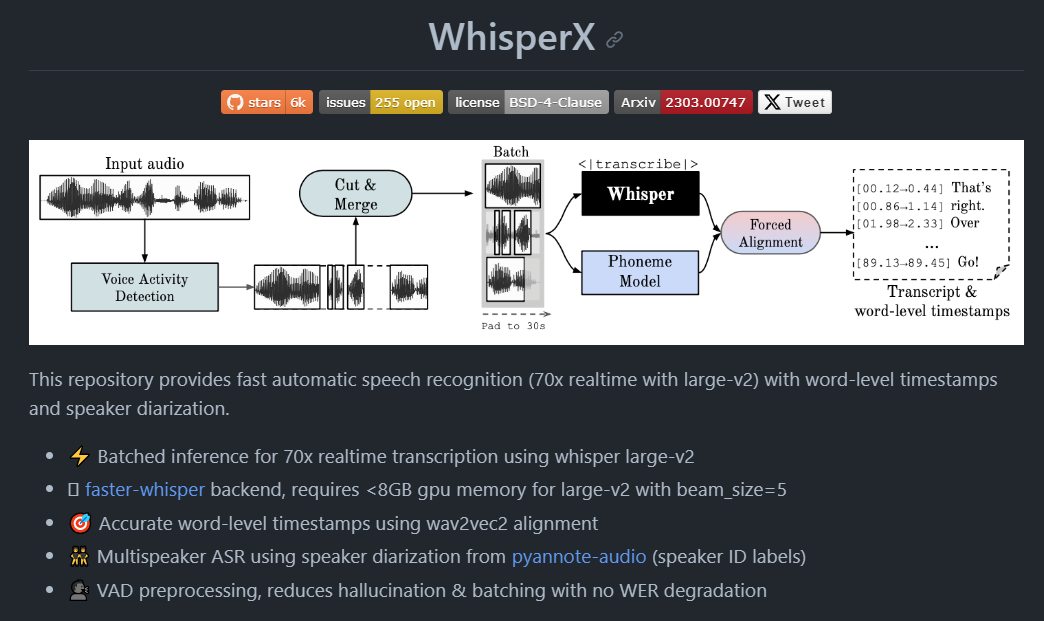 WhisperX
stars 6k issues 255 open license BSD-4-Clause Arxiv 2303.00747 Tweet
Input audio
Voice Activity
Detection
Cut &
Merge
Batch
Pad to 30s
<|transcribe|>
Whisper
Phoneme
Model
Forced
Alignment
[00.12→0.44] That's
[00.86→1.14] right.
[01.98→2.33] Over
...
[89.13→89.45] Go!
Transcript &
word-level timestamps
This repository provides fast automatic speech recognition (70x realtime with large-v2) with word-level timestamps
and speaker diarization.
• ⚡ Batched inference for 70x realtime transcription using whisper large-v2
• faster-whisper backend, requires <8GB gpu memory for large-v2 with beam_size=5
• 🎯 Accurate word-level timestamps using wav2vec2 alignment
• 👯 Multispeaker ASR using speaker diarization from pyannote-audio (speaker ID labels)
• 🗣️ VAD preprocessing, reduces hallucination & batching with no WER degradation